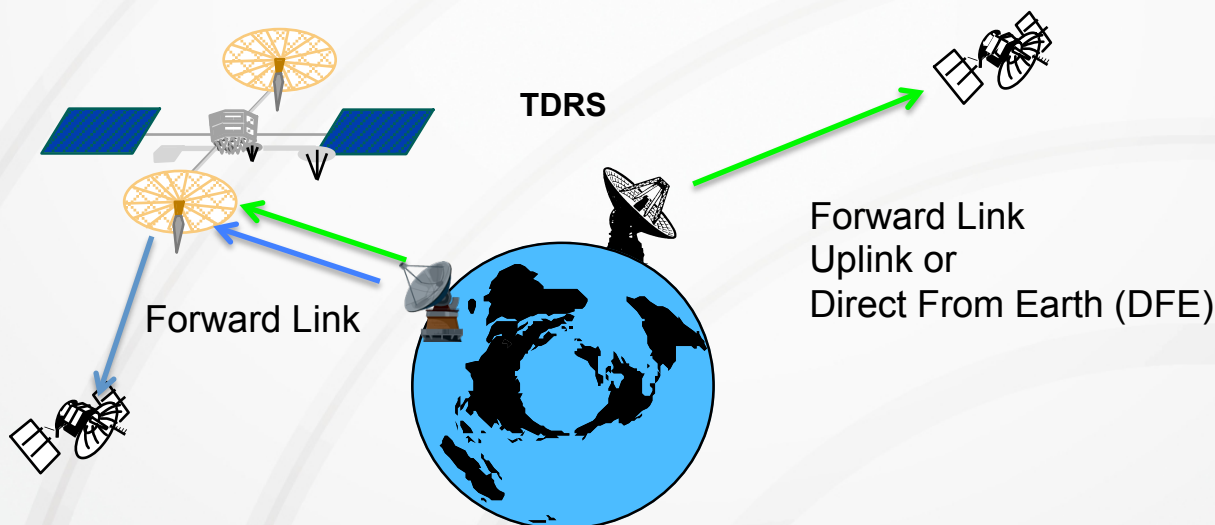 TDRS
Forward Link
Uplink or
Direct From Earth (DFE)
Forward Link